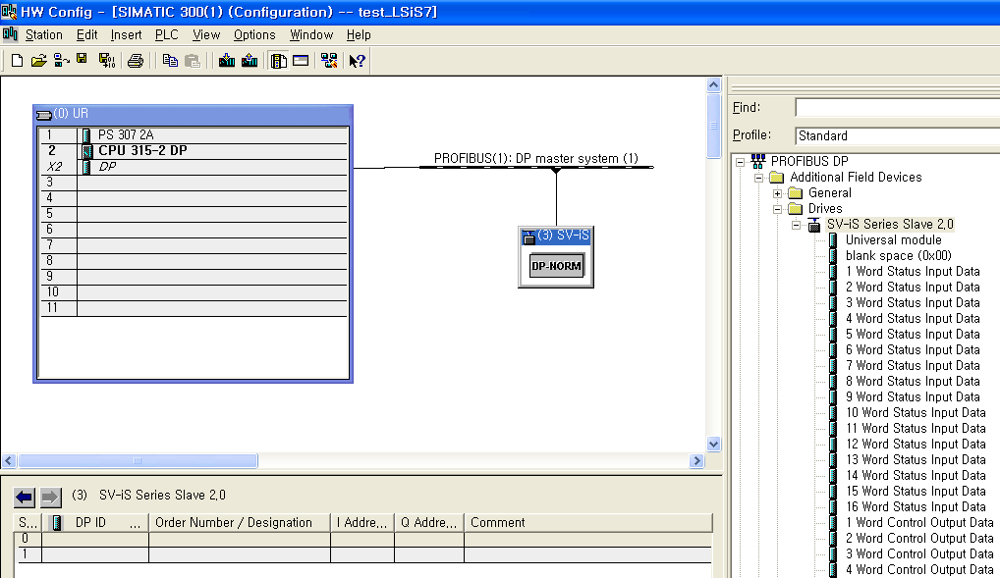 HW Config - [SIMATIC 300(1) (Configuration) -- test_LSiS7]
Station Edit Insert PLC View Options Window Help
(0) UR
1 PS 307 2A
2 CPU 315-2 DP
X2 DP
3
4
5
6
7
8
9
10
11
PROFIBUS(1): DP master system (1)
(3) SV-iS
DP-NORM
Find:
Profile: Standard
PROFIBUS DP
Additional Field Devices
General
Drives
SV-iS Series Slave 2,0
Universal module
blank space (0x00)
1 Word Status Input Data
2 Word Status Input Data
3 Word Status Input Data
4 Word Status Input Data
5 Word Status Input Data
6 Word Status Input Data
7 Word Status Input Data
8 Word Status Input Data
9 Word Status Input Data
10 Word Status Input Data
11 Word Status Input Data
12 Word Status Input Data
13 Word Status Input Data
14 Word Status Input Data
15 Word Status Input Data
16 Word Status Input Data
1 Word Control Output Data
2 Word Control Output Data
3 Word Control Output Data
4 Word Control Output Data
(3) SV-iS Series Slave 2,0
S... DP ID ... Order Number / Designation I Addre... Q Addre... Comment
0
1